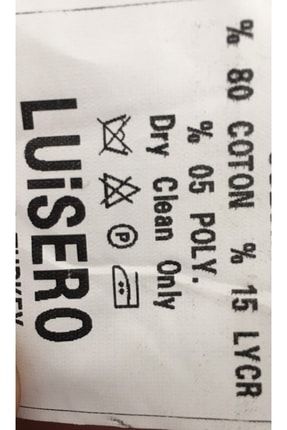 % 80 COTON % 15 LYCR
% 05 POLY.
Dry Clean Only
P
LUiSERO